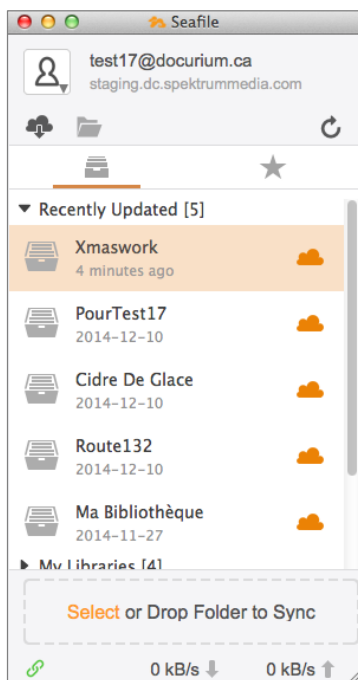 Seafile
test17@docurium.ca
staging.dc.spektrummedia.com
Recently Updated [5]
Xmaswork
4 minutes ago
PourTest17
2014-12-10
Cidre De Glace
2014-12-10
Route132
2014-12-10
Ma Bibliothèque
2014-11-27
My Libraries [4]
Select or Drop Folder to Sync
0 kB/s 0 kB/s